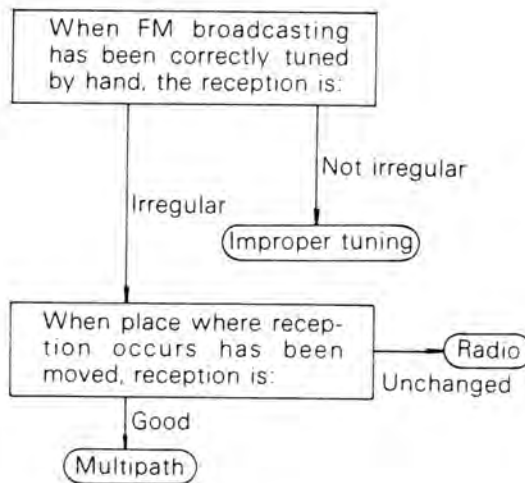 When FM broadcasting
has been correctly tuned
by hand, the reception is:
Not irregular
Irregular
Improper tuning
When place where recep-
tion occurs has been
moved, reception is:
Radio
Unchanged
Good
Multipath